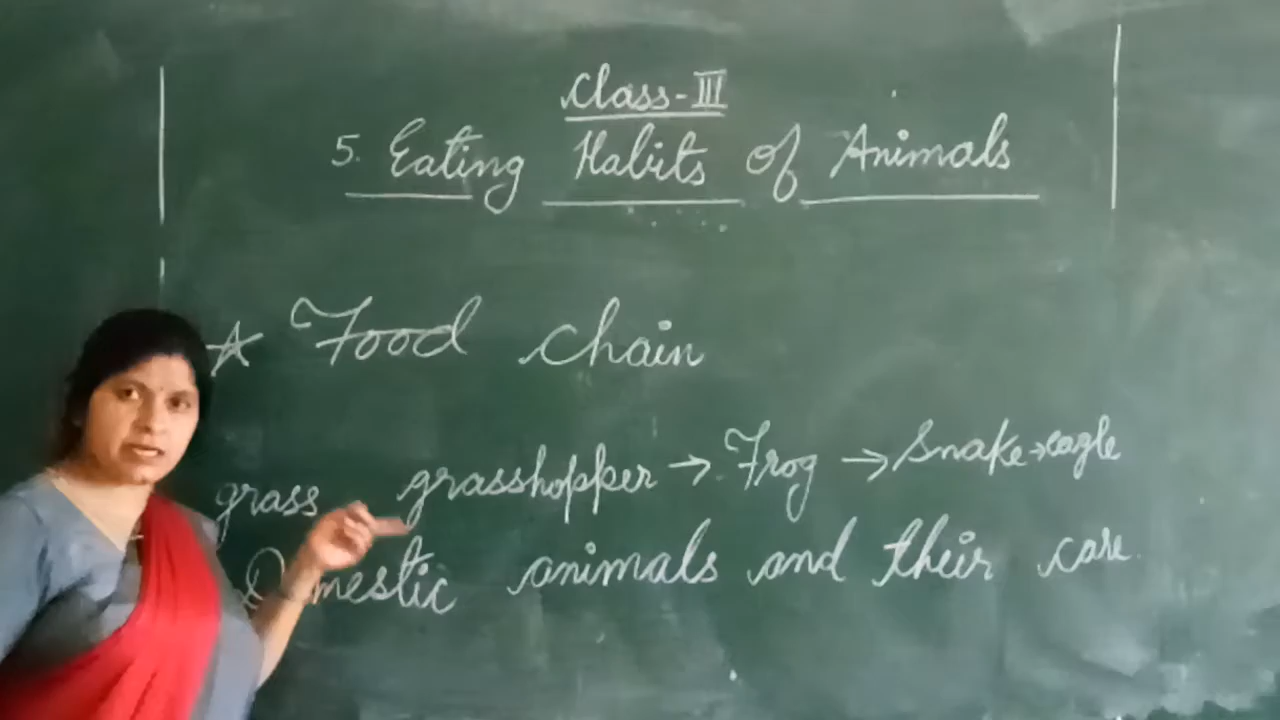 Class-III
5. Eating Habits of Animals
☆ Food chain
grass grasshopper → Frog → Snake → eagle
Domestic animals and their care.